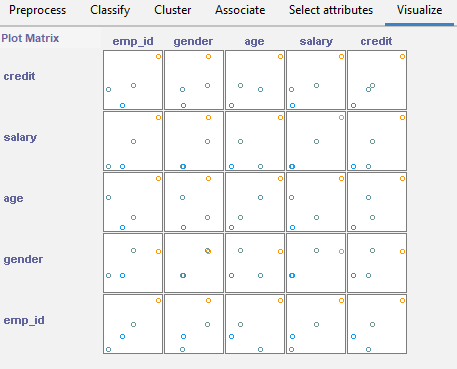 Preprocess Classify Cluster Associate Select attributes Visualize
Plot Matrix emp_id gender age salary credit
credit
salary
age
gender
emp_id